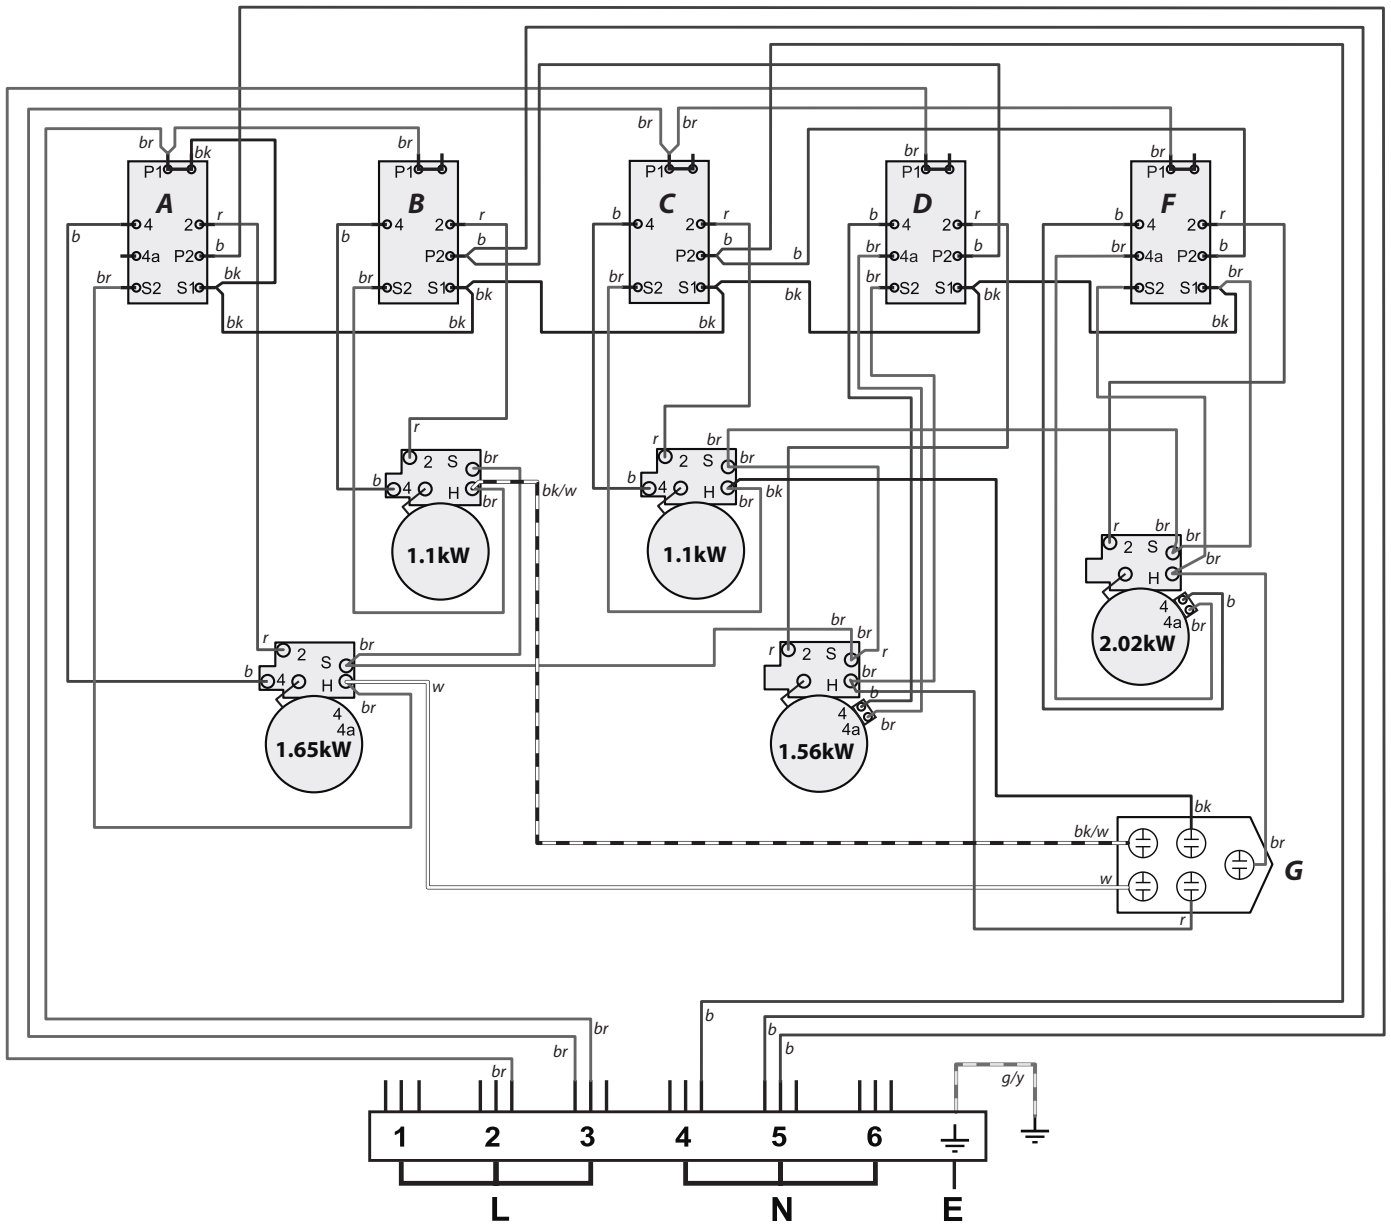 br br
br bk br br br
P1 P1 P1 P1 P1
A B C D F
b 4 2 r b 4 2 r b 4 2 r b 4 2 r b 4 2 r
4a P2 b P2 b P2 b b br 4a P2 b br 4a P2 b
br S2 S1 bk br S2 S1 bk br S2 S1 bk br S2 S1 bk S2 S1 br
bk bk bk bk
r 2 S br r 2 S br br
b 4 H br bk/w b 4 H br bk
1.1kW 1.1kW
r 2 S br br
H br
4 b
4a br
2.02kW
r 2 S br r 2 S br br r
b 4 H br w H br
4 4 b
4a 4a br
1.65kW 1.56kW
bk
bk/w br
G
w
r
br b b
br b
br g/y
1 2 3 4 5 6
L N E